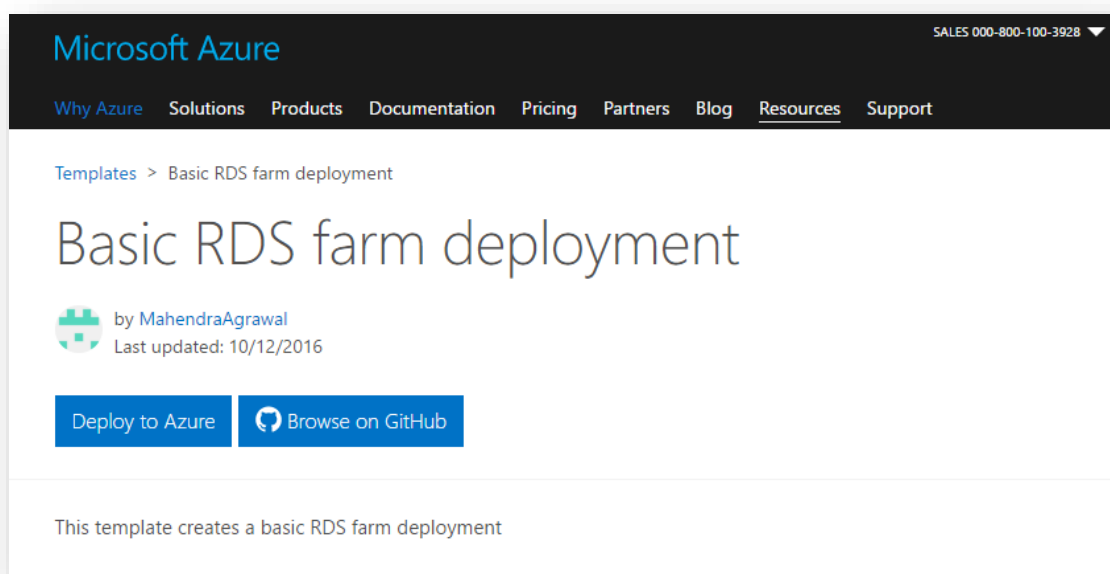 SALES 000-800-100-3928
Microsoft Azure
Why Azure Solutions Products Documentation Pricing Partners Blog Resources Support
Templates > Basic RDS farm deployment
Basic RDS farm deployment
by MahendraAgrawal
Last updated: 10/12/2016
Deploy to Azure Browse on GitHub
This template creates a basic RDS farm deployment